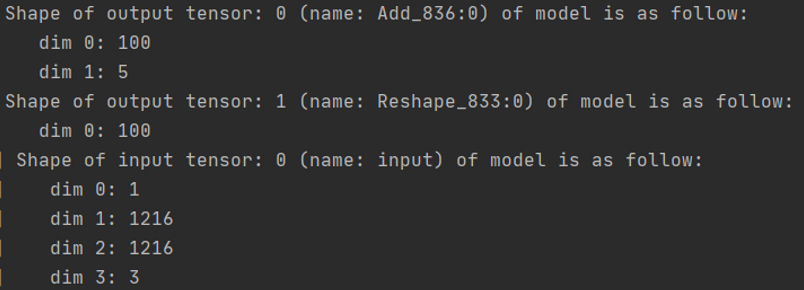 Shape of output tensor: 0 (name: Add_836:0) of model is as follow:
dim 0: 100
dim 1: 5
Shape of output tensor: 1 (name: Reshape_833:0) of model is as follow:
dim 0: 100
Shape of input tensor: 0 (name: input) of model is as follow:
dim 0: 1
dim 1: 1216
dim 2: 1216
dim 3: 3